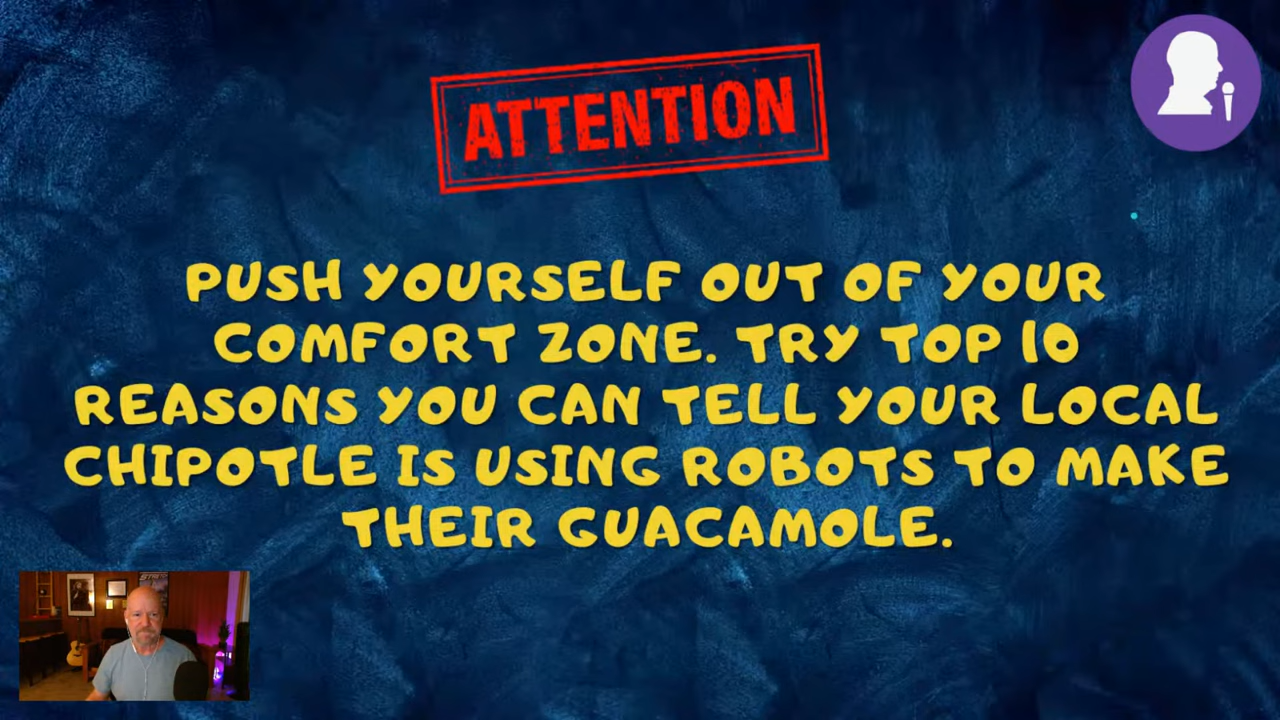 ATTENTION
PUSH YOURSELF OUT OF YOUR
COMFORT ZONE. TRY TOP 10
REASONS YOU CAN TELL YOUR LOCAL
CHIPOTLE IS USING ROBOTS TO MAKE
THEIR GUACAMOLE.